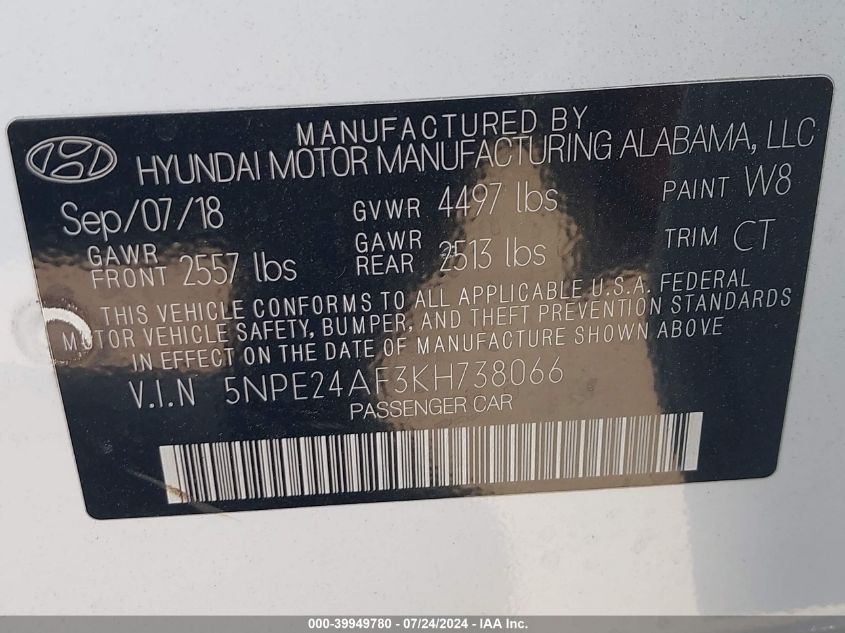 MANUFACTURED BY
HYUNDAI MOTOR MANUFACTURING ALABAMA, LLC
Sep/07/18 GVWR 4497 lbs PAINT W8
GAWR FRONT 2557 lbs GAWR REAR 2513 lbs TRIM CT
THIS VEHICLE CONFORMS TO ALL APPLICABLE U.S.A. FEDERAL
MOTOR VEHICLE SAFETY, BUMPER, AND THEFT PREVENTION STANDARDS
IN EFFECT ON THE DATE OF MANUFACTURE SHOWN ABOVE
V.I.N 5NPE24AF3KH738066
PASSENGER CAR
000-39949780 - 07/24/2024 - IAA Inc.